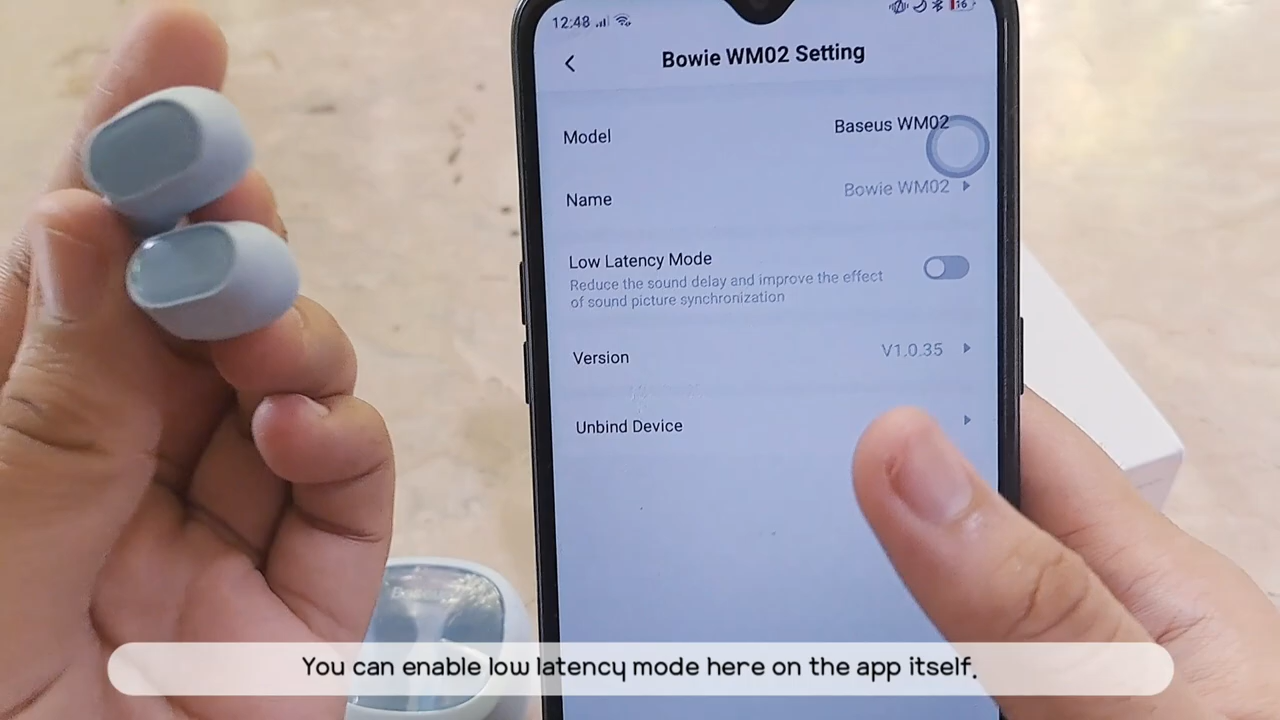 12:48
16
Bowie WM02 Setting
Model
Baseus WM02
Name
Bowie WM02
Low Latency Mode
Reduce the sound delay and improve the effect
of sound picture synchronization
Version
V1.0.35
Unbind Device
Baseus
You can enable low latency mode here on the app itself.